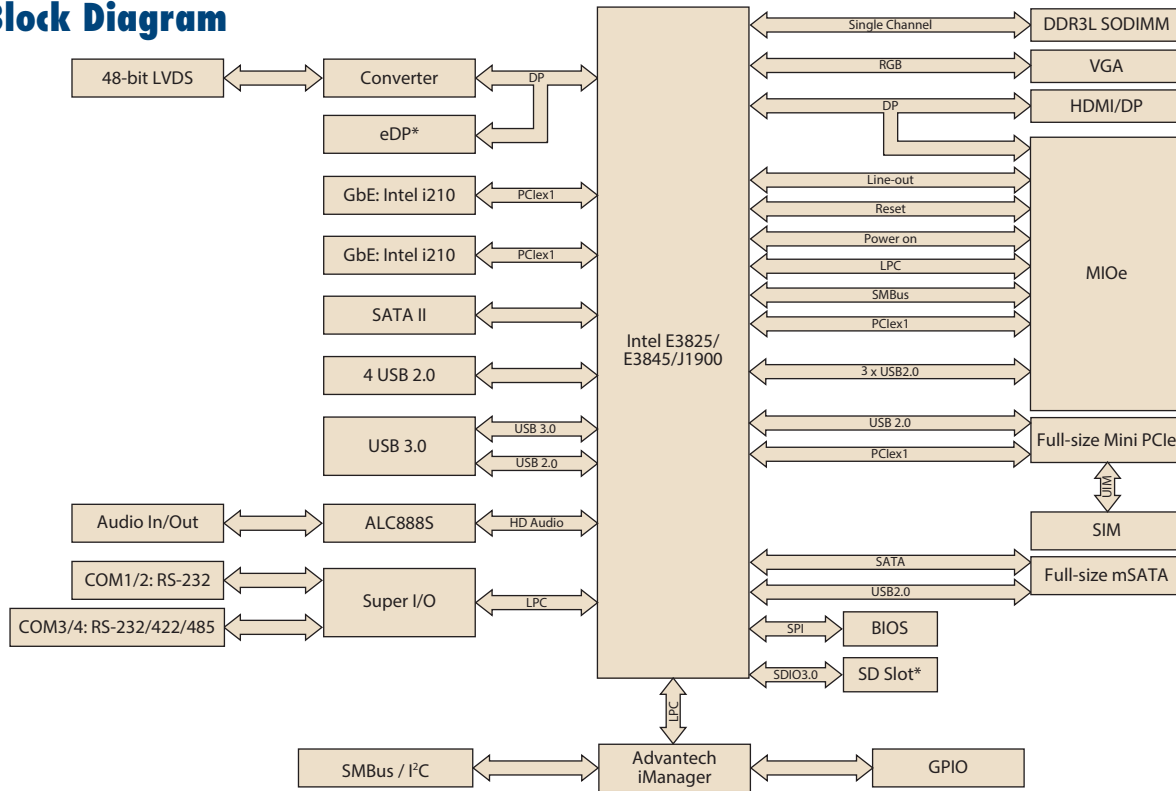 Block Diagram
Single Channel
DDR3L SODIMM
48-bit LVDS
Converter
DP
RGB
VGA
DP
HDMI/DP
eDP*
GbE: Intel i210
PCIex1
Line-out
Reset
GbE: Intel i210
PCIex1
Power on
LPC
MIOe
SATA II
SMBus
PCIex1
Intel E3825/
E3845/J1900
4 USB 2.0
3 x USB2.0
USB 3.0
USB 3.0
USB 2.0
USB 2.0
PCIex1
Full-size Mini PCIe
UIM
SIM
Audio In/Out
ALC888S
HD Audio
COM1/2: RS-232
Super I/O
LPC
COM3/4: RS-232/422/485
SATA
USB2.0
Full-size mSATA
SPI
BIOS
SDIO3.0
SD Slot*
LPC
SMBus / I²C
Advantech
iManager
GPIO